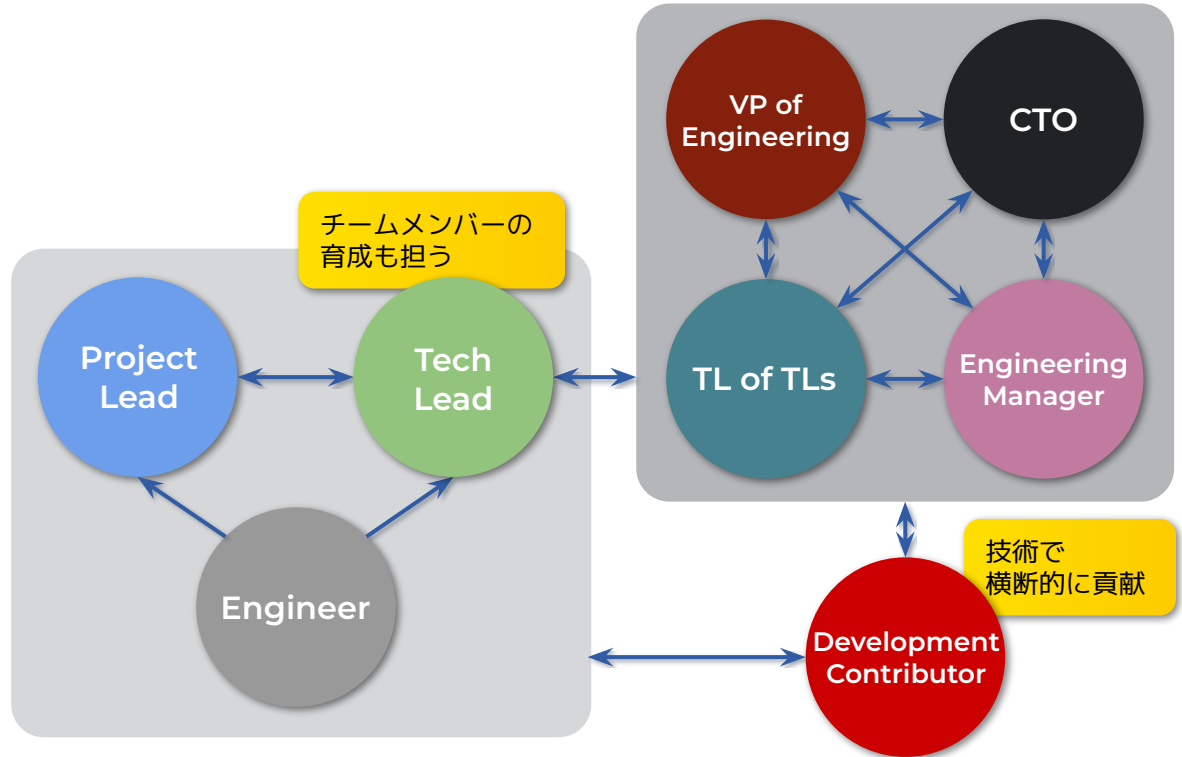 VP of
Engineering
CTO
チームメンバーの
育成も担う
Project
Lead
Tech
Lead
TL of TLs
Engineering
Manager
Engineer
技術で
横断的に貢献
Development
Contributor